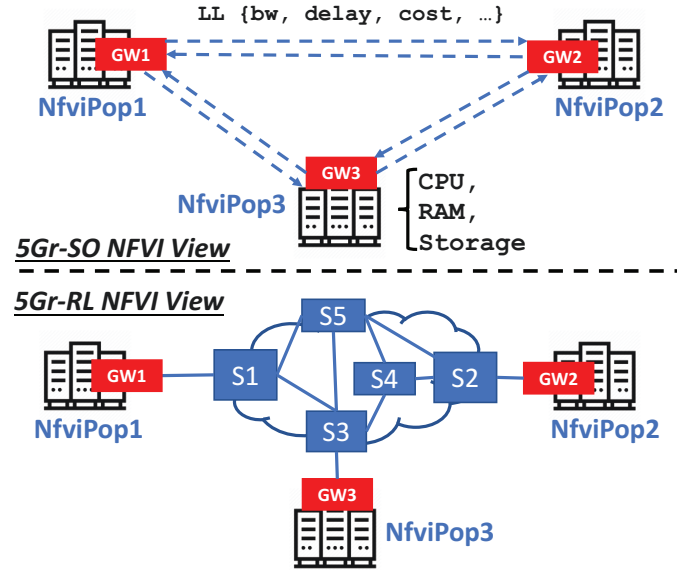 LL {bw, delay, cost, …}
GW1
GW2
NfviPop1
NfviPop2
GW3
NfviPop3
CPU,
RAM,
Storage
5Gr-SO NFVI View
5Gr-RL NFVI View
S5
GW1
S1
S4
S2
GW2
NfviPop1
S3
NfviPop2
GW3
NfviPop3